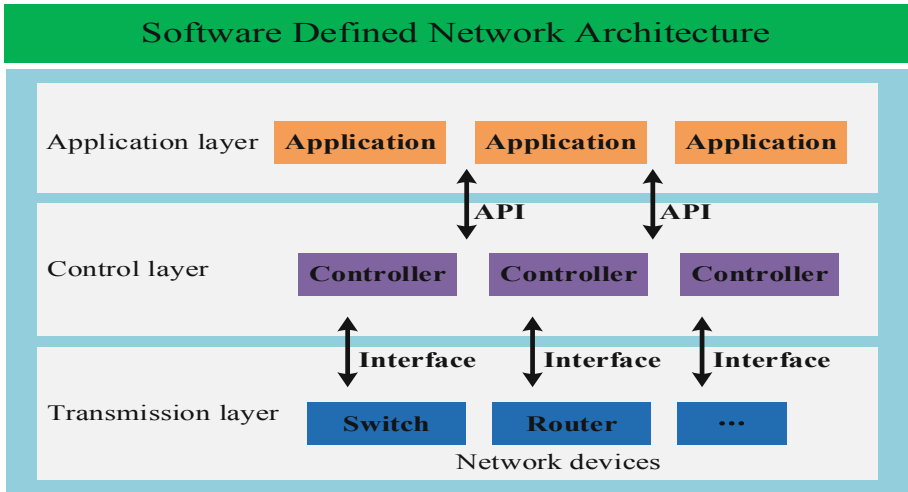 Software Defined Network Architecture
Application layer
Application
Application
Application
API
API
Control layer
Controller
Controller
Controller
Interface
Interface
Interface
Transmission layer
Switch
Router
...
Network devices